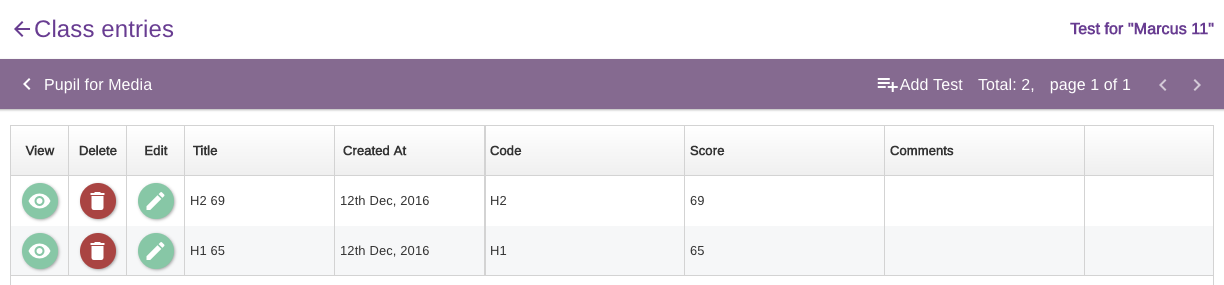 Class entries Test for "Marcus 11"
Pupil for Media Add Test Total: 2, page 1 of 1
View Delete Edit Title Created At Code Score Comments
H2 69 12th Dec, 2016 H2 69
H1 65 12th Dec, 2016 H1 65